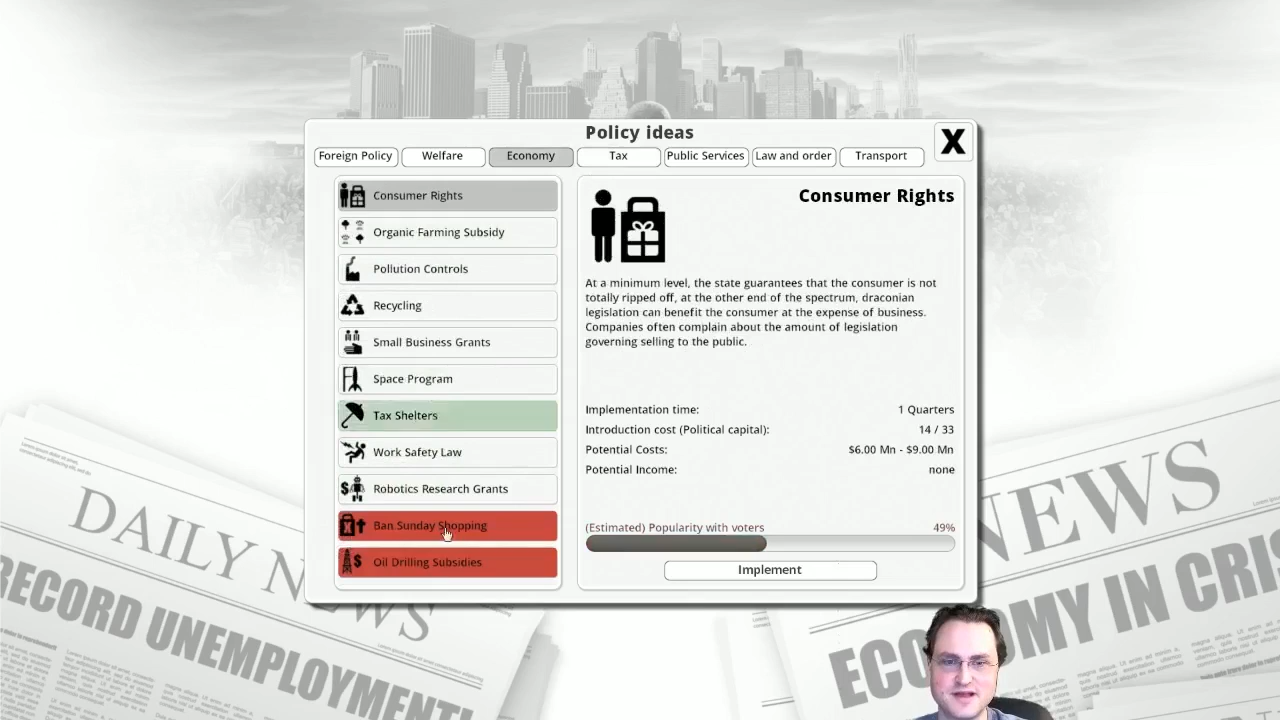 Policy ideas
Foreign Policy
Welfare
Economy
Tax
Public Services
Law and order
Transport
X
Consumer Rights
Organic Farming Subsidy
Pollution Controls
Recycling
Small Business Grants
Space Program
Tax Shelters
Work Safety Law
Robotics Research Grants
Ban Sunday Shopping
Oil Drilling Subsidies
Consumer Rights
At a minimum level, the state guarantees that the consumer is not
totally ripped off, at the other end of the spectrum, draconian
legislation can benefit the consumer at the expense of business.
Companies often complain about the amount of legislation
governing selling to the public.
Implementation time: 1 Quarters
Introduction cost (Political capital): 14 / 33
Potential Costs: $6.00 Mn - $9.00 Mn
Potential Income: none
(Estimated) Popularity with voters 49%
Implement
DAILY NEWS
RECORD UNEMPLOYMENT!
NEWS
ECONOMY IN CRIS